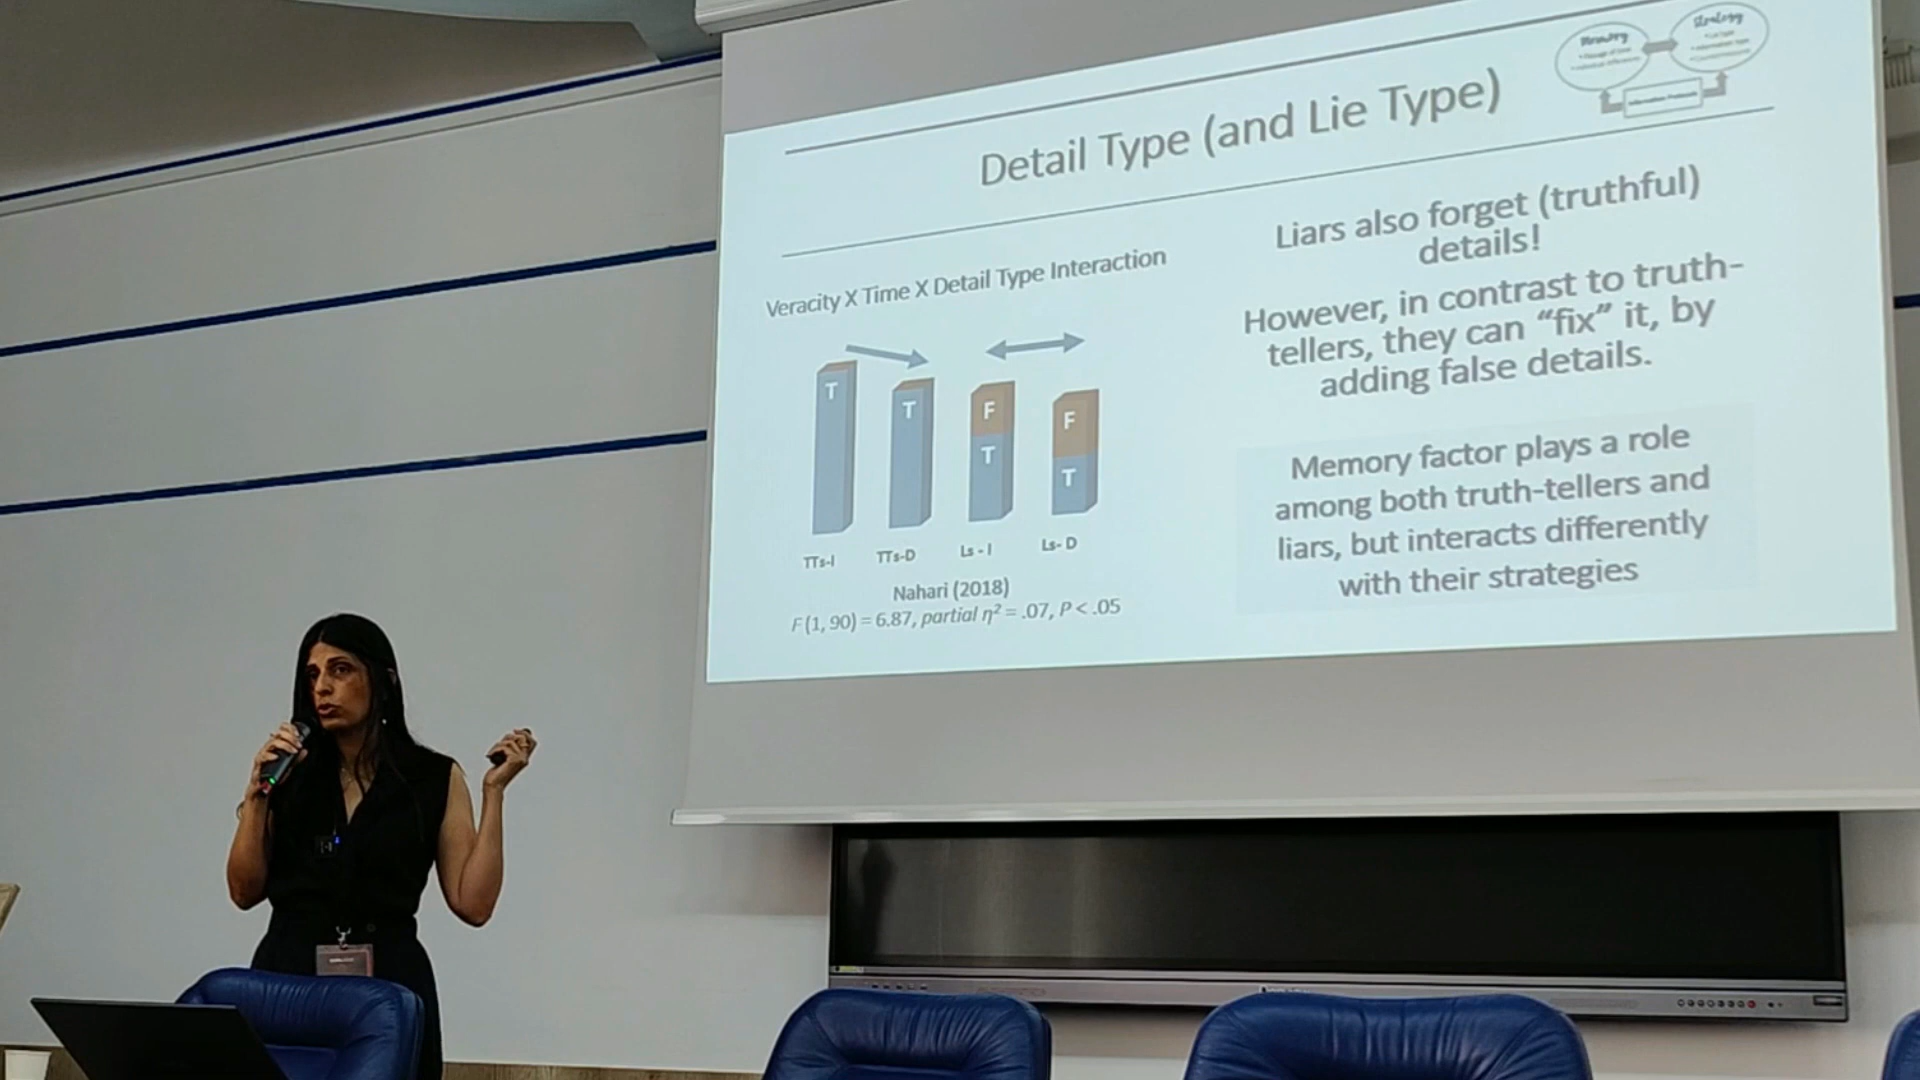 Memory
Strategy
Detail Type (and Lie Type)
Veracity X Time X Detail Type Interaction
T
T
F
T
F
T
TTs-I
TTs-D
Ls - I
Ls- D
Nahari (2018)
F (1, 90) = 6.87, partial η² = .07, P < .05
Liars also forget (truthful)
details!
However, in contrast to truth-
tellers, they can “fix” it, by
adding false details.
Memory factor plays a role
among both truth-tellers and
liars, but interacts differently
with their strategies